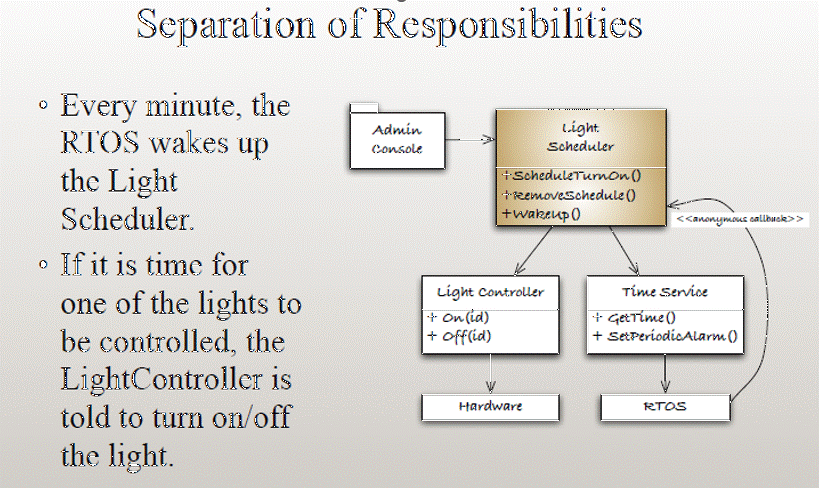 Separation of Responsibilities
◦ Every minute, the
RTOS wakes up
the Light
Scheduler.
◦ If it is time for
one of the lights to
be controlled, the
LightController is
told to turn on/off
the light.
Admin
Console
Light
Scheduler
+ScheduleTurnOn()
+RemoveSchedule()
+Wakeup()
<<anonymous callback>>
Light Controller
+ On(id)
+ Off(id)
Time Service
+ GetTime()
+ SetPeriodicAlarm()
Hardware
RTOS